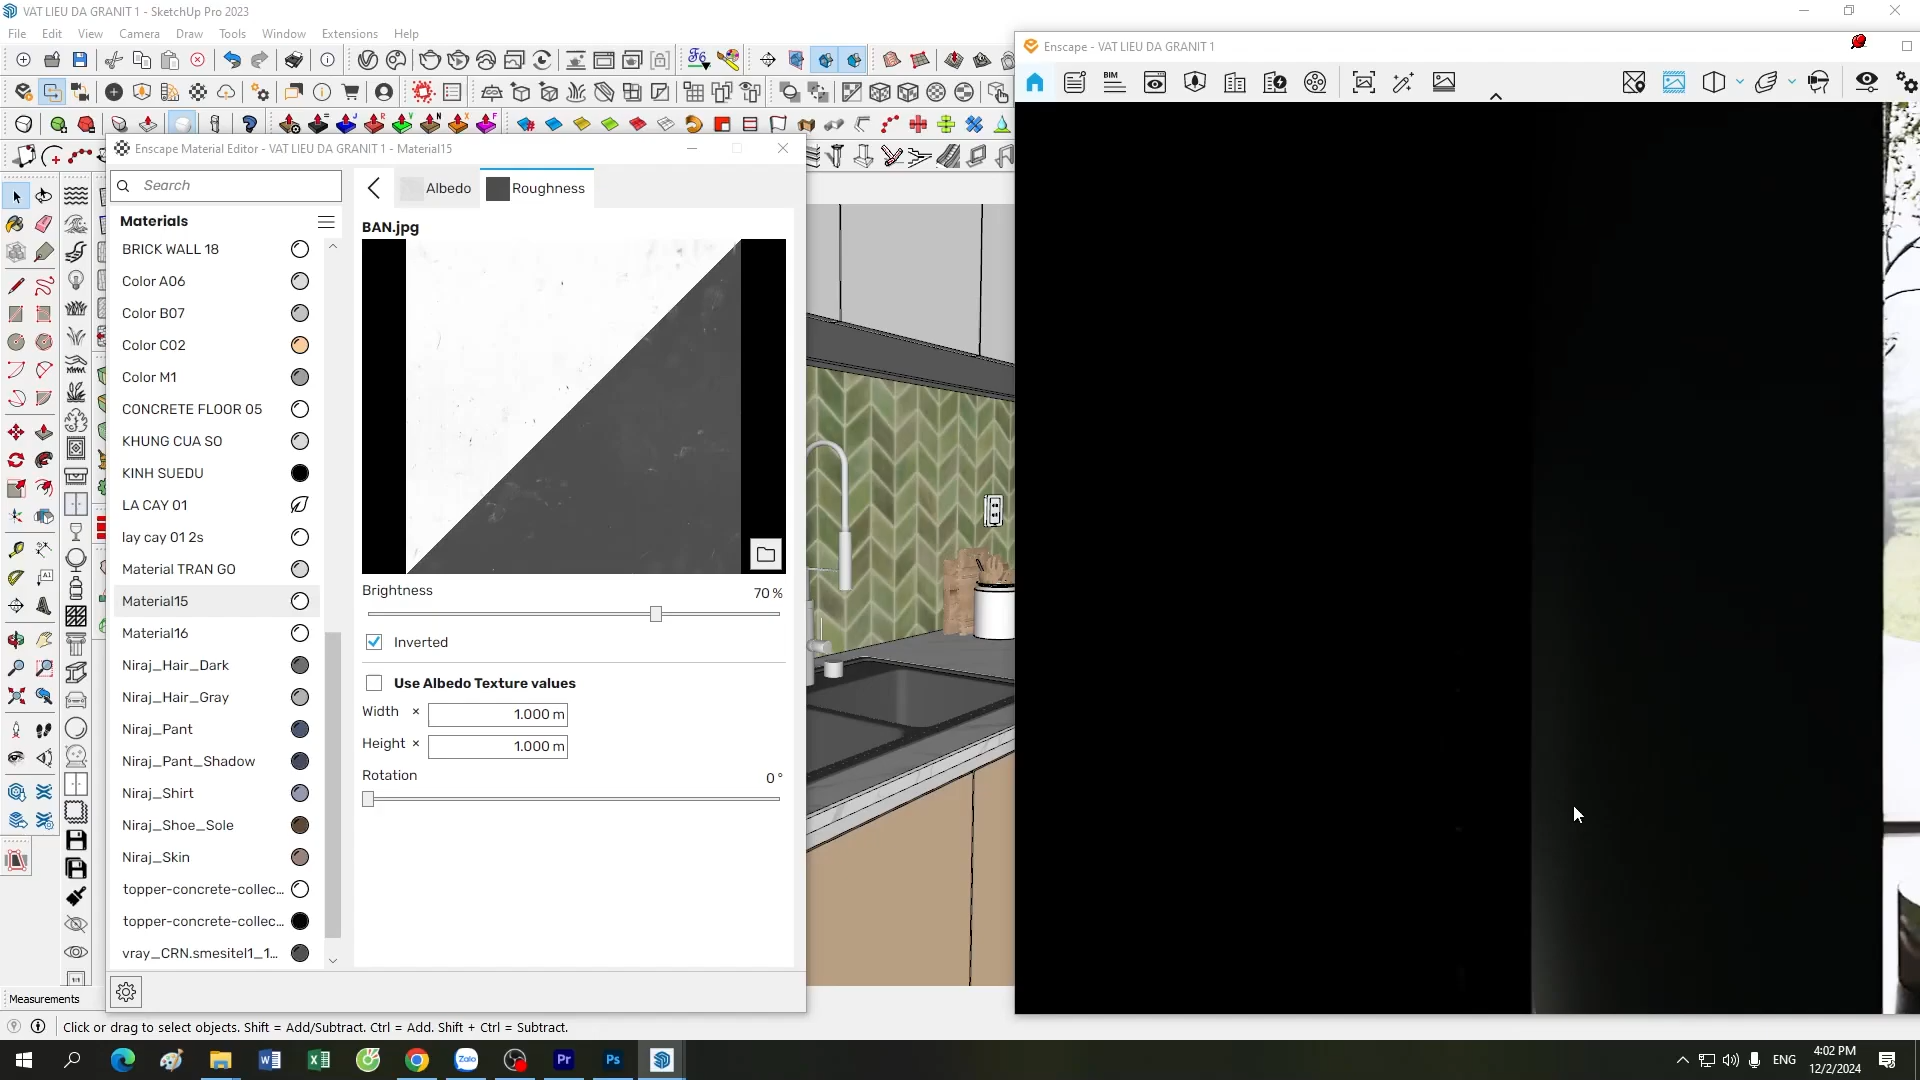 VAT LIEU DA GRANIT 1 - SketchUp Pro 2023
File Edit View Camera Draw Tools Window Extensions Help
Enscape - VAT LIEU DA GRANIT 1
BIM
Enscape Material Editor - VAT LIEU DA GRANIT 1 - Material15
Search
Albedo
Roughness
Materials
BAN.jpg
BRICK WALL 18
Color A06
Color B07
Color C02
Color M1
CONCRETE FLOOR 05
KHUNG CUA SO
KINH SUEDU
LA CAY 01
lay cay 01 2s
Material TRAN GO
Material15
Material16
Niraj_Hair_Dark
Niraj_Hair_Gray
Niraj_Pant
Niraj_Pant_Shadow
Niraj_Shirt
Niraj_Shoe_Sole
Niraj_Skin
topper-concrete-collec...
topper-concrete-collec...
vray_CRN.smesitel1_1...
Brightness
70 %
Inverted
Use Albedo Texture values
Width × 1.000 m
Height × 1.000 m
Rotation
0 °
Measurements
Click or drag to select objects. Shift = Add/Subtract. Ctrl = Add. Shift + Ctrl = Subtract.
Zalo
Pr
Ps
ENG
4:02 PM
12/2/2024